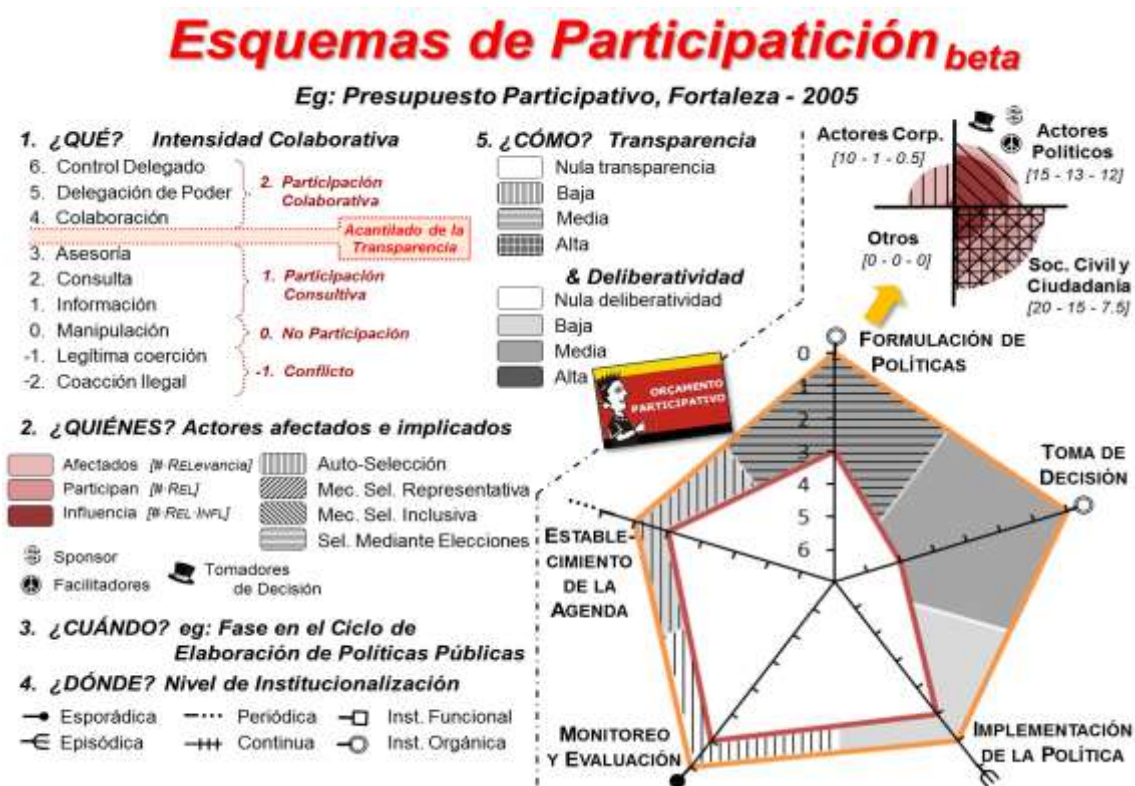 Esquemas de Participatición beta
Eg: Presupuesto Participativo, Fortaleza - 2005
1. ¿QUÉ? Intensidad Colaborativa
6. Control Delegado
5. Delegación de Poder
4. Colaboración
2. Participación
Colaborativa
Acantilado de la
Transparencia
3. Asesoría
2. Consulta
1. Información
1. Participación
Consultiva
0. Manipulación
0. No Participación
-1. Legítima coerción
-2. Coacción Ilegal
-1. Conflicto
2. ¿QUIÉNES? Actores afectados e implicados
Afectados [#·RELevancia]
Participan [#·REL]
Influencia [#·REL·INFL]
Auto-Selección
Mec. Sel. Representativa
Mec. Sel. Inclusiva
Sel. Mediante Elecciones
Sponsor
Facilitadores
Tomadores
de Decisión
3. ¿CUÁNDO? eg: Fase en el Ciclo de
Elaboración de Políticas Públicas
4. ¿DÓNDE? Nivel de Institucionalización
Esporádica
Periódica
Inst. Funcional
Episódica
Continua
Inst. Orgánica
5. ¿CÓMO? Transparencia
Nula transparencia
Baja
Media
Alta
& Deliberatividad
Nula deliberatividad
Baja
Media
Alta
ORÇAMENTO
PARTICIPATIVO
Actores Corp.
[10 - 1 - 0.5]
Actores
Políticos
[15 - 13 - 12]
Otros
[0 - 0 - 0]
Soc. Civil y
Ciudadanía
[20 - 15 - 7.5]
FORMULACIÓN DE
POLÍTICAS
0
1
2
3
4
5
6
TOMA DE
DECISIÓN
ESTABLE-
CIMIENTO
DE LA
AGENDA
MONITOREO
Y EVALUACIÓN
IMPLEMENTACIÓN
DE LA POLÍTICA